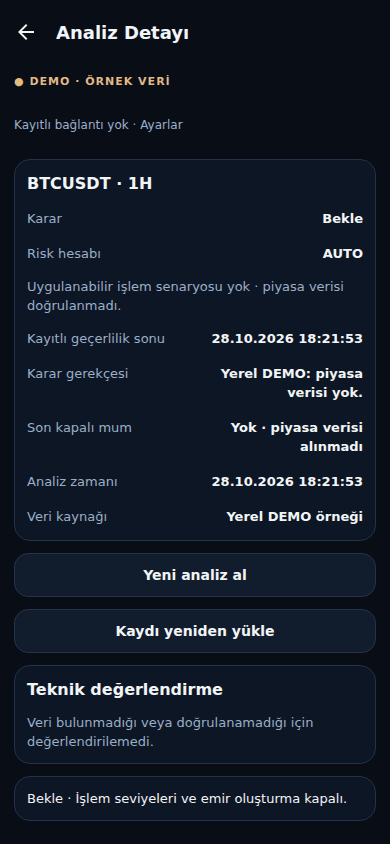 Analiz Detayı
● DEMO · ÖRNEK VERİ
Kayıtlı bağlantı yok · Ayarlar
BTCUSDT · 1H
Karar Bekle
Risk hesabı AUTO
Uygulanabilir işlem senaryosu yok · piyasa verisi
doğrulanmadı.
Kayıtlı geçerlilik sonu 28.10.2026 18:21:53
Karar gerekçesi Yerel DEMO: piyasa
verisi yok.
Son kapalı mum Yok · piyasa verisi
alınmadı
Analiz zamanı 28.10.2026 18:21:53
Veri kaynağı Yerel DEMO örneği
Yeni analiz al
Kaydı yeniden yükle
Teknik değerlendirme
Veri bulunmadığı veya doğrulanamadığı için
değerlendirilemedi.
Bekle · İşlem seviyeleri ve emir oluşturma kapalı.